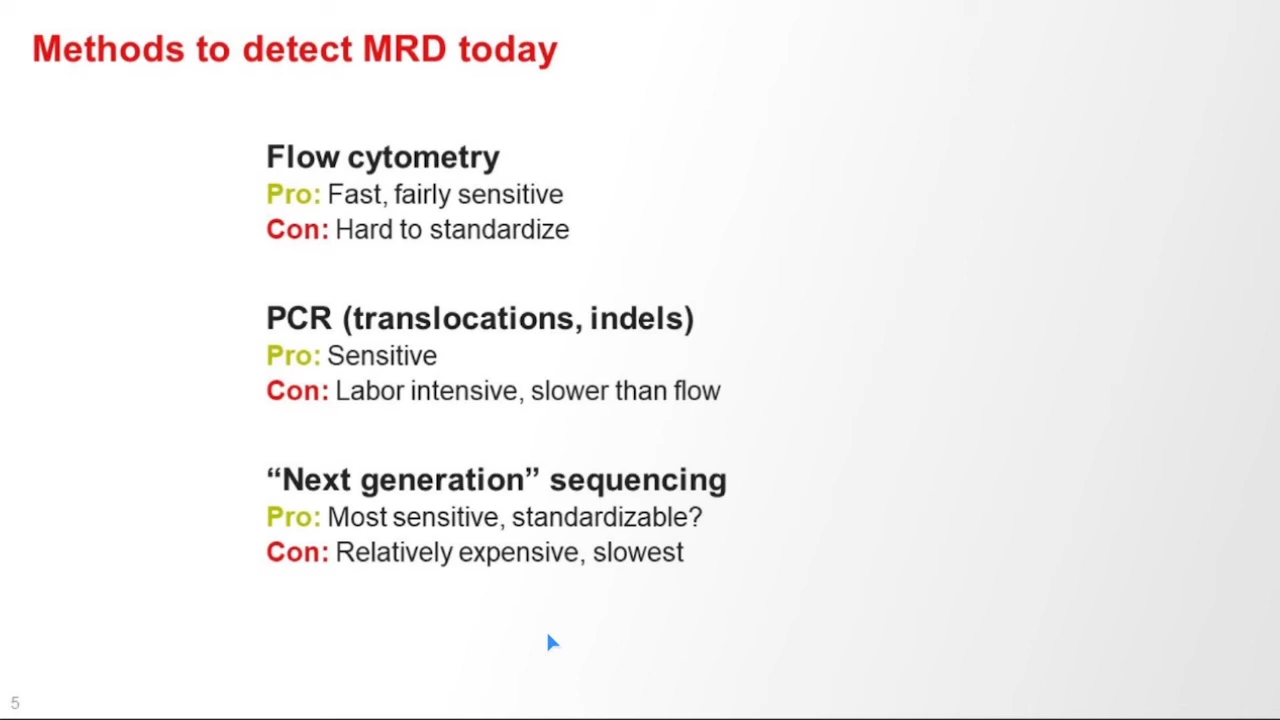 Methods to detect MRD today
Flow cytometry
Pro: Fast, fairly sensitive
Con: Hard to standardize
PCR (translocations, indels)
Pro: Sensitive
Con: Labor intensive, slower than flow
“Next generation” sequencing
Pro: Most sensitive, standardizable?
Con: Relatively expensive, slowest
5